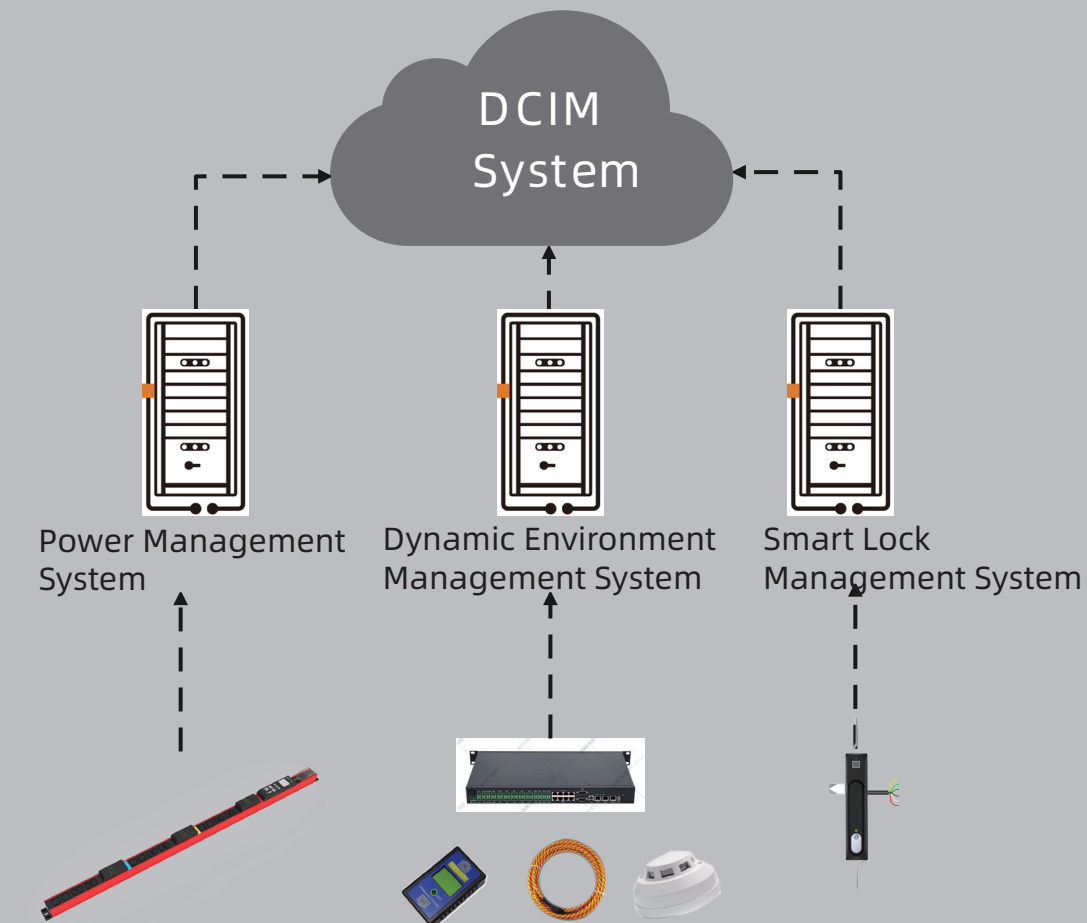 DCIM
System
Power Management
System
Dynamic Environment
Management System
Smart Lock
Management System